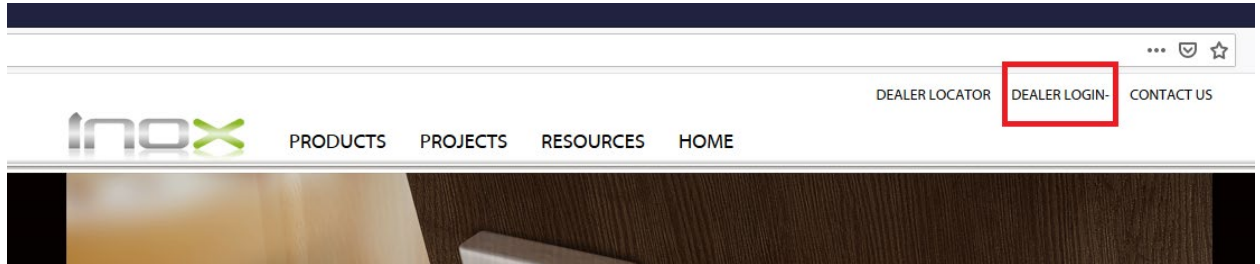 DEALER LOCATOR DEALER LOGIN- CONTACT US
inox PRODUCTS PROJECTS RESOURCES HOME